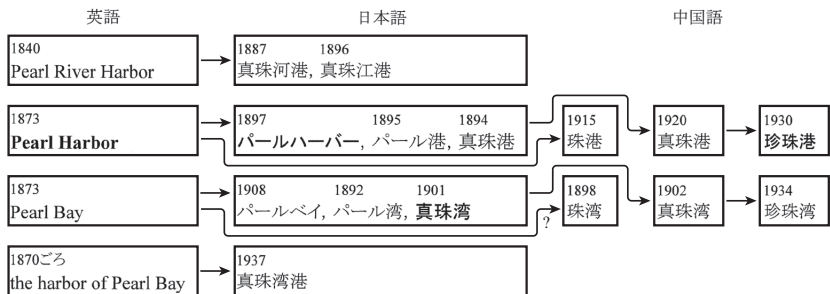 英語 日本語 中国語
1840 1887 1896
Pearl River Harbor 真珠河港, 真珠江港
1873 1897 1895 1894 1915 1920 1930
Pearl Harbor パールハーバー, パール港, 真珠港 珠港 真珠港 珍珠港
1873 1908 1892 1901 1898 1902 1934
Pearl Bay パールベイ, パール湾, 真珠湾 珠湾 真珠湾 珍珠湾
?
1870ごろ 1937
the harbor of Pearl Bay 真珠湾港